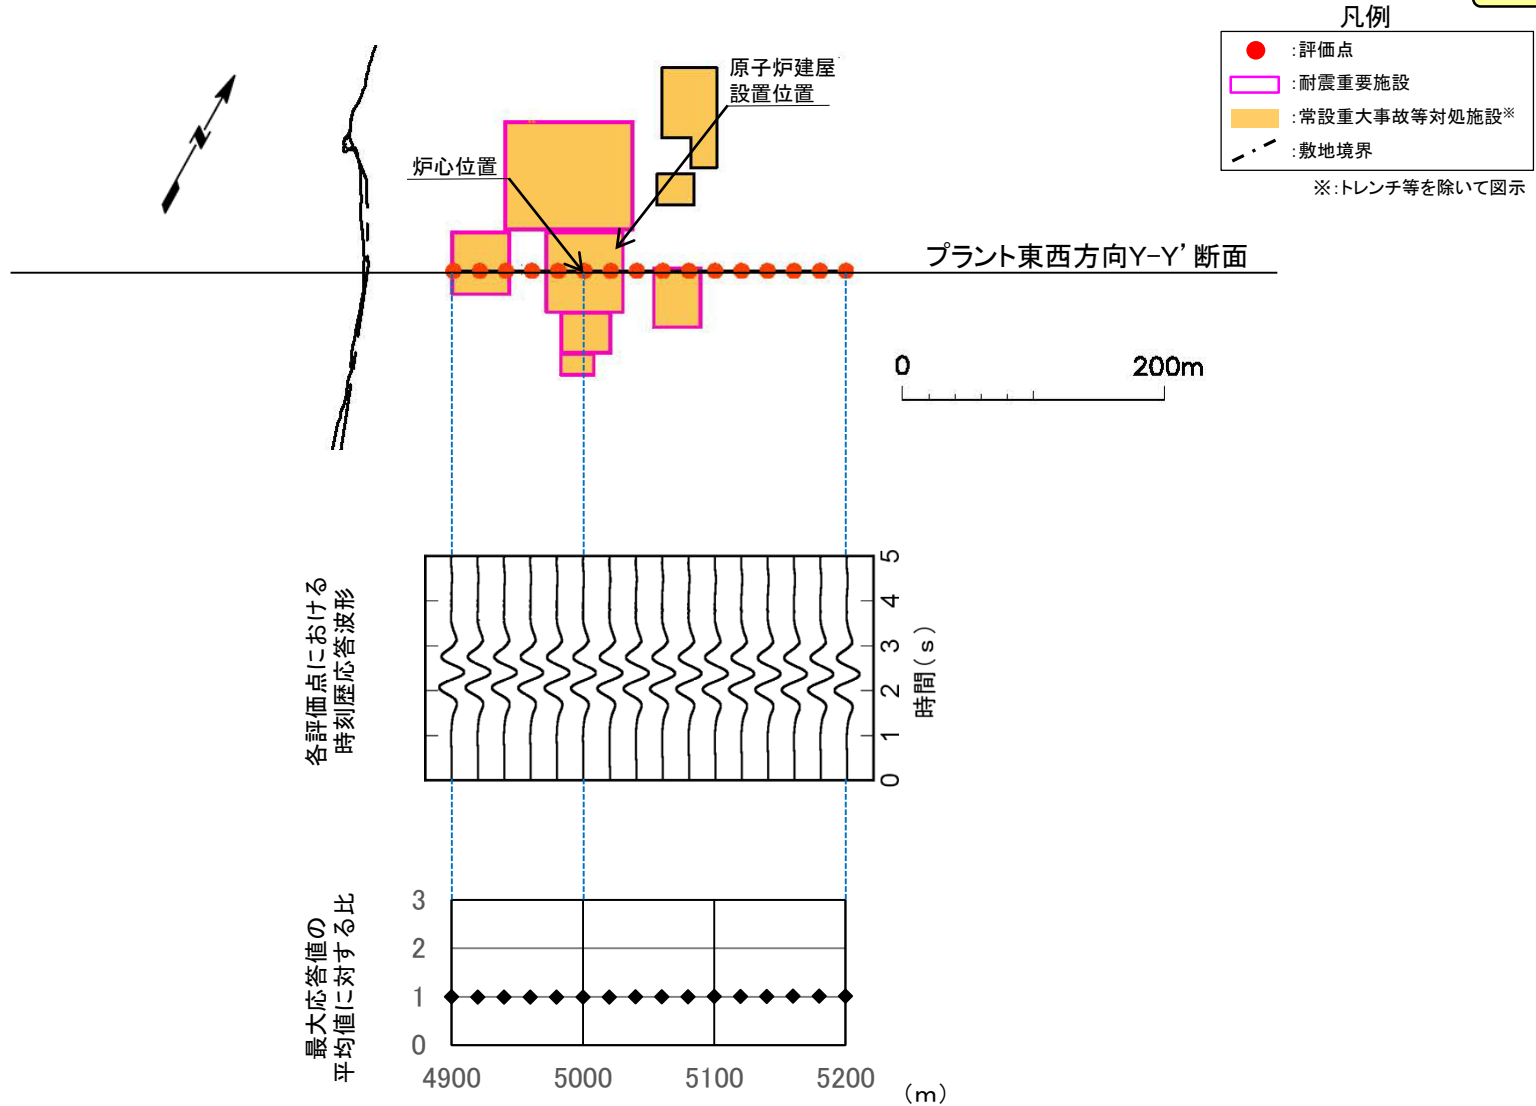 凡例
:評価点
:耐震重要施設
:常設重大事故等対処施設※
:敷地境界
※:トレンチ等を除いて図示
N
原子炉建屋
設置位置
炉心位置
プラント東西方向Y-Y’断面
0 200m
各評価点における
時刻歴応答波形
5
4
3
2
1
0
時間(s)
最大応答値の
平均値に対する比
3
2
1
0
4900 5000 5100 5200
(m)